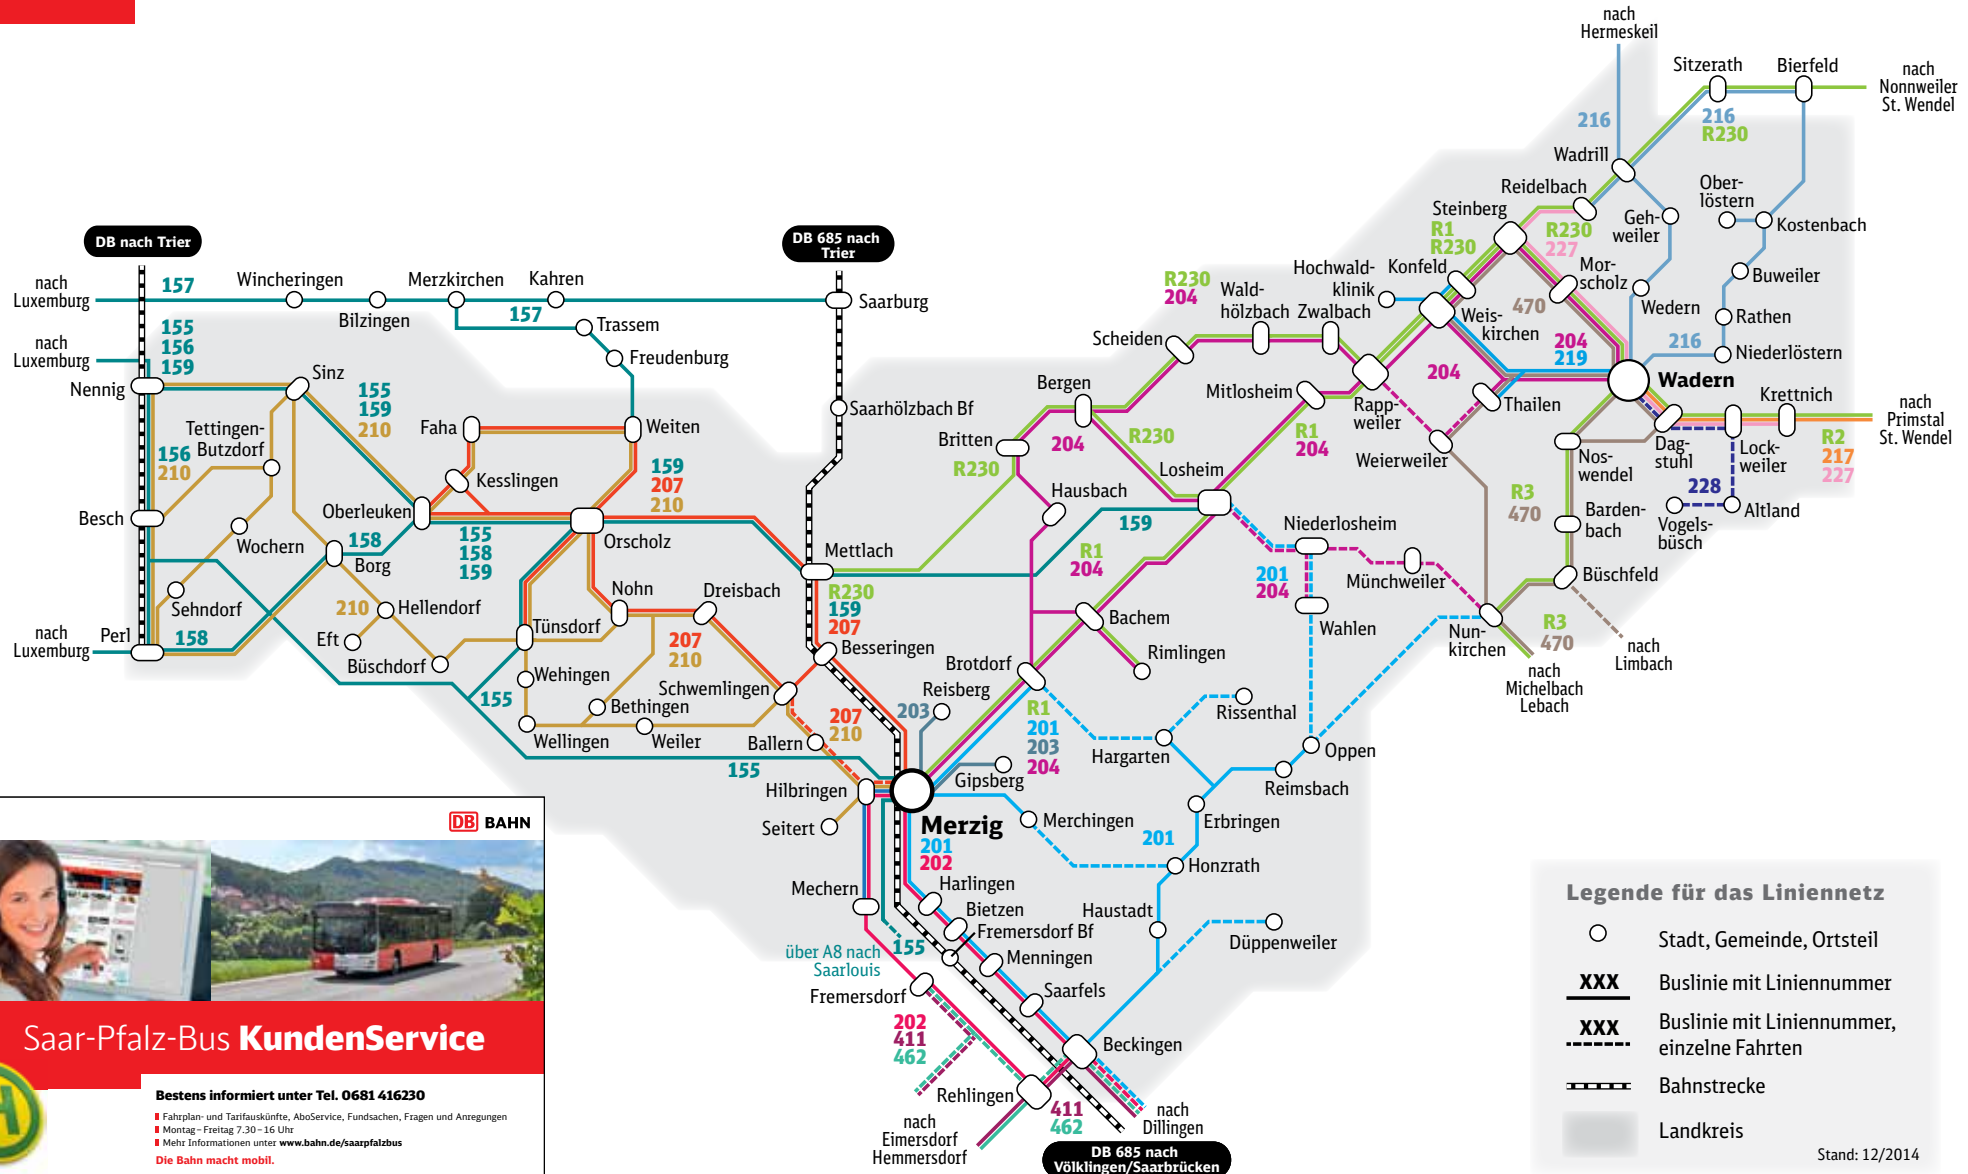 nach
Hermeskeil
Sitzerath
Bierfeld
nach
Nonnweiler
St. Wendel
216
216
R230
Wadrill
Reidelbach
Ober-
löstern
Steinberg
Geh-
weiler
Kostenbach
R1
R230
R230
227
DB nach Trier
DB 685 nach
Trier
nach
Luxemburg
157
Wincheringen
Bilzingen
Merzkirchen
Kahren
157
Trassem
Freudenburg
Saarburg
R230
204
Wald-
hölzbach
Zwalbach
Hochwald-
klinik
Konfeld
Mor-
scholz
Buweiler
Wedern
Rathen
470
Weis-
kirchen
204
219
216
Niederlöstern
155
156
159
nach
Luxemburg
Nennig
Sinz
155
159
210
Scheiden
Bergen
Mitlosheim
Rapp-
weiler
204
Thailen
Wadern
Krettnich
nach
Primstal
St. Wendel
Saarhölzbach Bf
Tettingen-
Butzdorf
Faha
Weiten
Britten
204
R230
R1
204
R230
Weierweiler
Nos-
wendel
Dag-
stuhl
Lock-
weiler
R2
217
227
156
210
Kesslingen
159
207
210
Losheim
Hausbach
228
Besch
Oberleuken
R3
470
Barden-
bach
Vogels-
büsch
Altland
Wochern
158
Borg
155
158
159
Orscholz
159
Niederlosheim
Mettlach
R1
204
Münchweiler
Büschfeld
201
204
Sehndorf
210
Hellendorf
Nohn
Dreisbach
R230
159
207
Bachem
Wahlen
Nun-
kirchen
R3
470
nach
Limbach
nach
Luxemburg
Perl
158
Eft
Büschdorf
Tünsdorf
207
210
Besseringen
Brotdorf
Rimlingen
nach
Michelbach
Lebach
Wehingen
155
Bethingen
Schwemlingen
Reisberg
203
R1
201
203
204
Rissenthal
Wellingen
Weiler
207
210
Ballern
Hargarten
Oppen
155
Hilbringen
Gipsberg
Reimsbach
Seitert
Merzig
201
202
Merchingen
Erbringen
201
Honzrath
Mechern
Harlingen
Bietzen
Fremersdorf Bf
Haustadt
155
Menningen
Düppenweiler
über A8 nach
Saarlouis
Fremersdorf
Saarfels
202
411
462
Beckingen
Rehlingen
411
462
nach
Eimersdorf
Hemmersdorf
nach
Dillingen
DB 685 nach
Völklingen/Saarbrücken
DB BAHN
Saar-Pfalz-Bus KundenService
H
Bestens informiert unter Tel. 0681 416230
Fahrplan- und Tarifauskünfte, AboService, Fundsachen, Fragen und Anregungen
Montag – Freitag 7.30 – 16 Uhr
Mehr Informationen unter www.bahn.de/saarpfalzbus
Die Bahn macht mobil.
Legende für das Liniennetz
Stadt, Gemeinde, Ortsteil
XXX Buslinie mit Liniennummer
XXX Buslinie mit Liniennummer,
einzelne Fahrten
Bahnstrecke
Landkreis
Stand: 12/2014